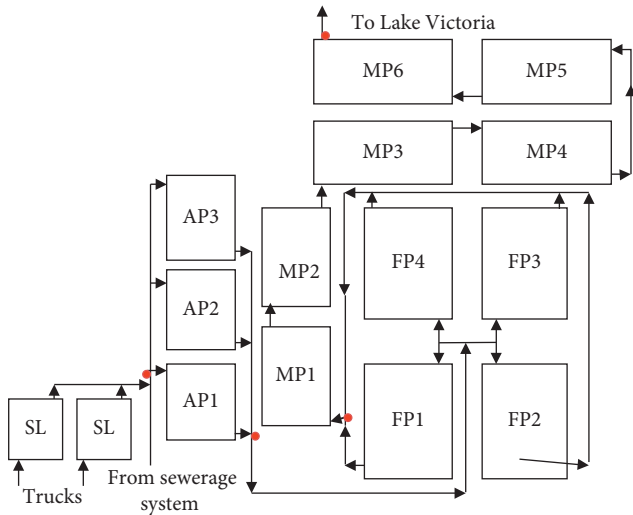 To Lake Victoria
MP6
MP5
MP3
MP4
AP3
MP2
FP4
FP3
AP2
MP1
AP1
FP1
FP2
SL
SL
Trucks
From sewerage
system